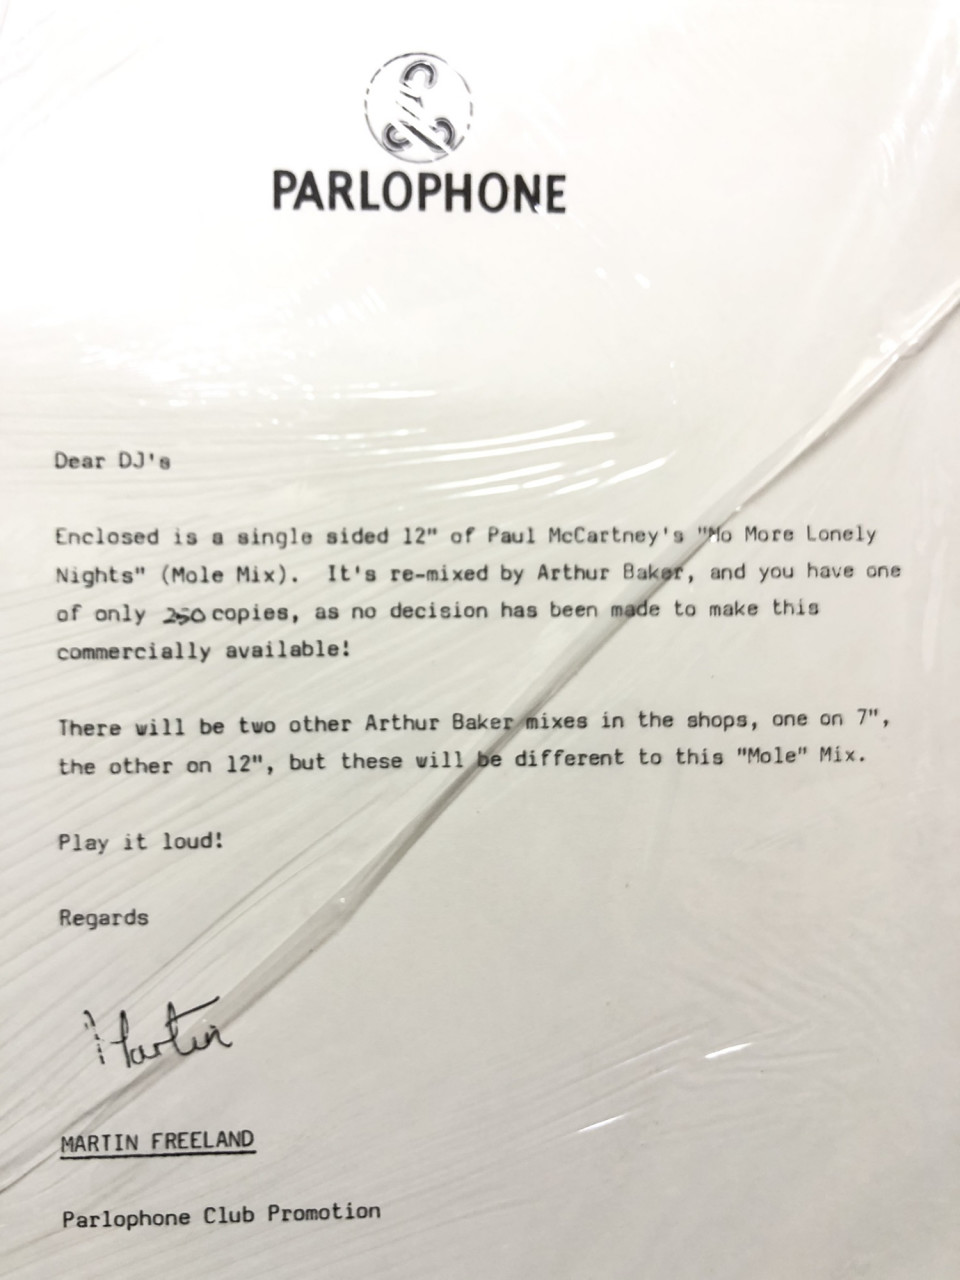 PARLOPHONE
Dear DJ's
Enclosed is a single sided 12" of Paul McCartney's "No More Lonely
Nights" (Mole Mix). It's re-mixed by Arthur Baker, and you have one
of only 250 copies, as no decision has been made to make this
commercially available!
There will be two other Arthur Baker mixes in the shops, one on 7",
the other on 12", but these will be different to this "Mole" Mix.
Play it loud!
Regards
Martin
MARTIN FREELAND
Parlophone Club Promotion